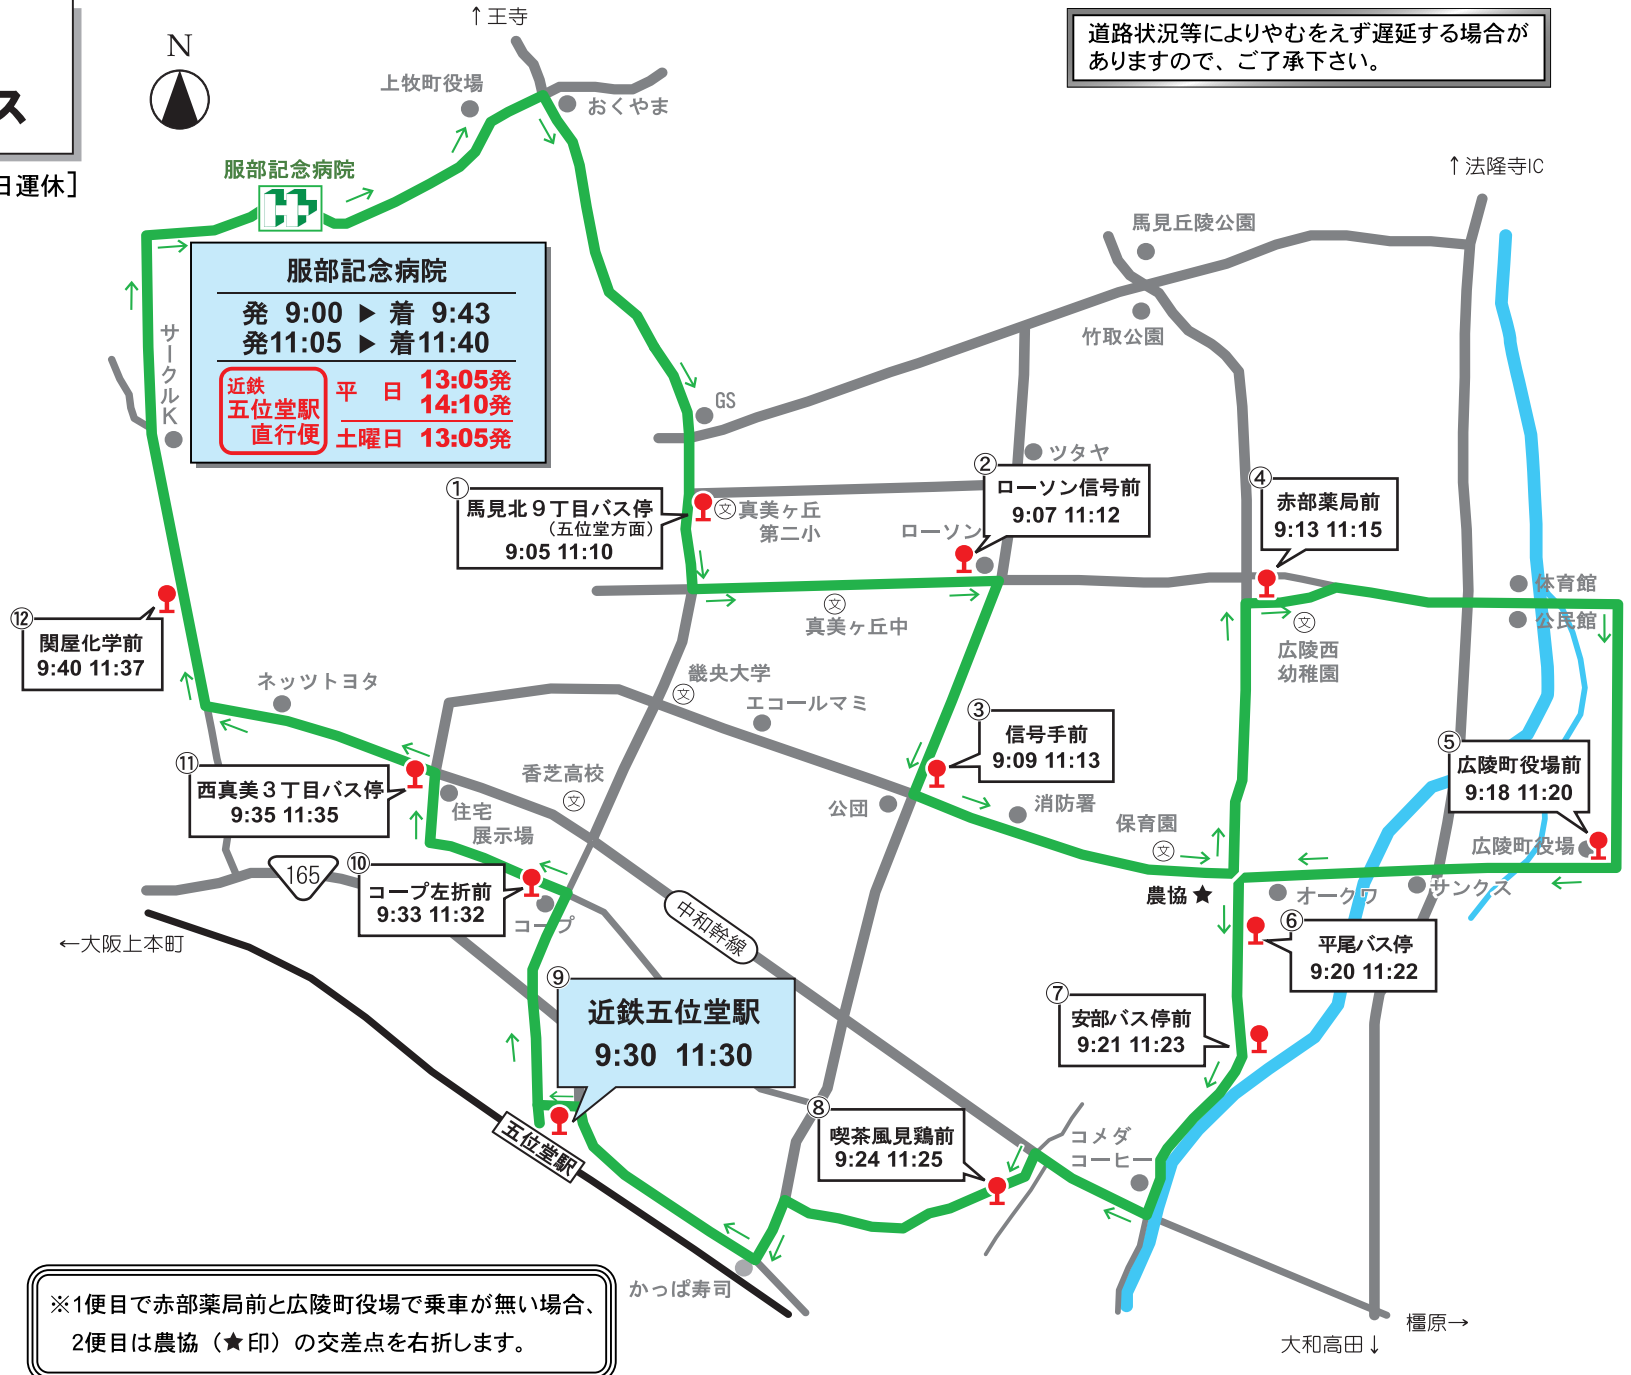 ス
日運休］
↑王寺
N
道路状況等によりやむをえず遅延する場合が
ありますので、ご了承下さい。
上牧町役場
おくやま
服部記念病院
↑法隆寺IC
馬見丘陵公園
竹取公園
服部記念病院
発 9:00 ▶ 着 9:43
発11:05 ▶ 着11:40
近鉄
五位堂駅
直行便
平 日 13:05発
14:10発
土曜日 13:05発
サークルK
GS
ツタヤ
①
馬見北９丁目バス停
（五位堂方面）
9:05 11:10
文
真美ヶ丘
第二小
②
ローソン信号前
9:07 11:12
ローソン
④
赤部薬局前
9:13 11:15
体育館
公民館
文
真美ヶ丘中
文
広陵西
幼稚園
⑫
関屋化学前
9:40 11:37
ネッツトヨタ
畿央大学
文
エコールマミ
③
信号手前
9:09 11:13
⑤
広陵町役場前
9:18 11:20
広陵町役場
⑪
西真美３丁目バス停
9:35 11:35
住宅
展示場
香芝高校
文
公団
消防署
保育園
文
農協★
オークワ
サンクス
165
⑩
コープ左折前
9:33 11:32
コープ
中和幹線
⑥
平尾バス停
9:20 11:22
←大阪上本町
⑨
近鉄五位堂駅
9:30 11:30
⑦
安部バス停前
9:21 11:23
五位堂駅
⑧
喫茶風見鶏前
9:24 11:25
コメダ
コーヒー
かっぱ寿司
※1便目で赤部薬局前と広陵町役場で乗車が無い場合、
2便目は農協（★印）の交差点を右折します。
橿原→
大和高田↓